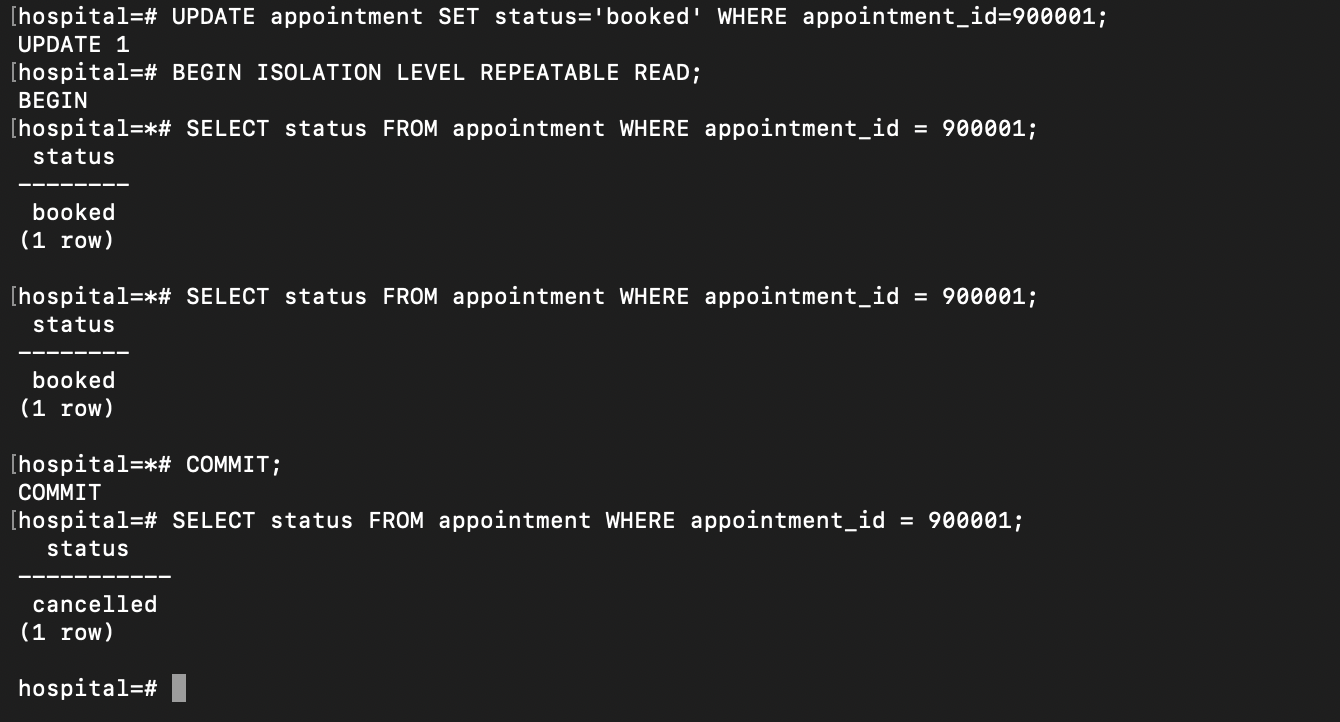 [hospital=# UPDATE appointment SET status='booked' WHERE appointment_id=900001;
UPDATE 1
[hospital=# BEGIN ISOLATION LEVEL REPEATABLE READ;
BEGIN
[hospital=*# SELECT status FROM appointment WHERE appointment_id = 900001;
 status
--------
 booked
(1 row)

[hospital=*# SELECT status FROM appointment WHERE appointment_id = 900001;
 status
--------
 booked
(1 row)

[hospital=*# COMMIT;
COMMIT
[hospital=# SELECT status FROM appointment WHERE appointment_id = 900001;
  status
-----------
 cancelled
(1 row)

hospital=#